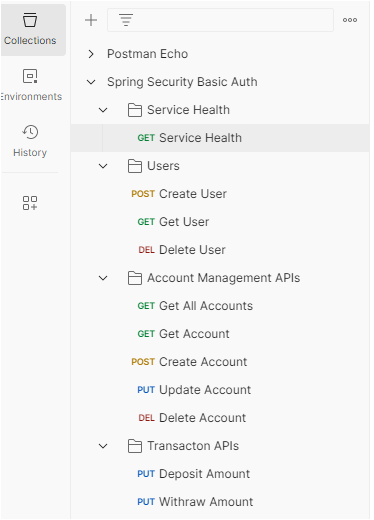 Collections
Environments
History
Postman Echo
Spring Security Basic Auth
Service Health
GET Service Health
Users
POST Create User
GET Get User
DEL Delete User
Account Management APIs
GET Get All Accounts
GET Get Account
POST Create Account
PUT Update Account
DEL Delete Account
Transacton APIs
PUT Deposit Amount
PUT Withraw Amount